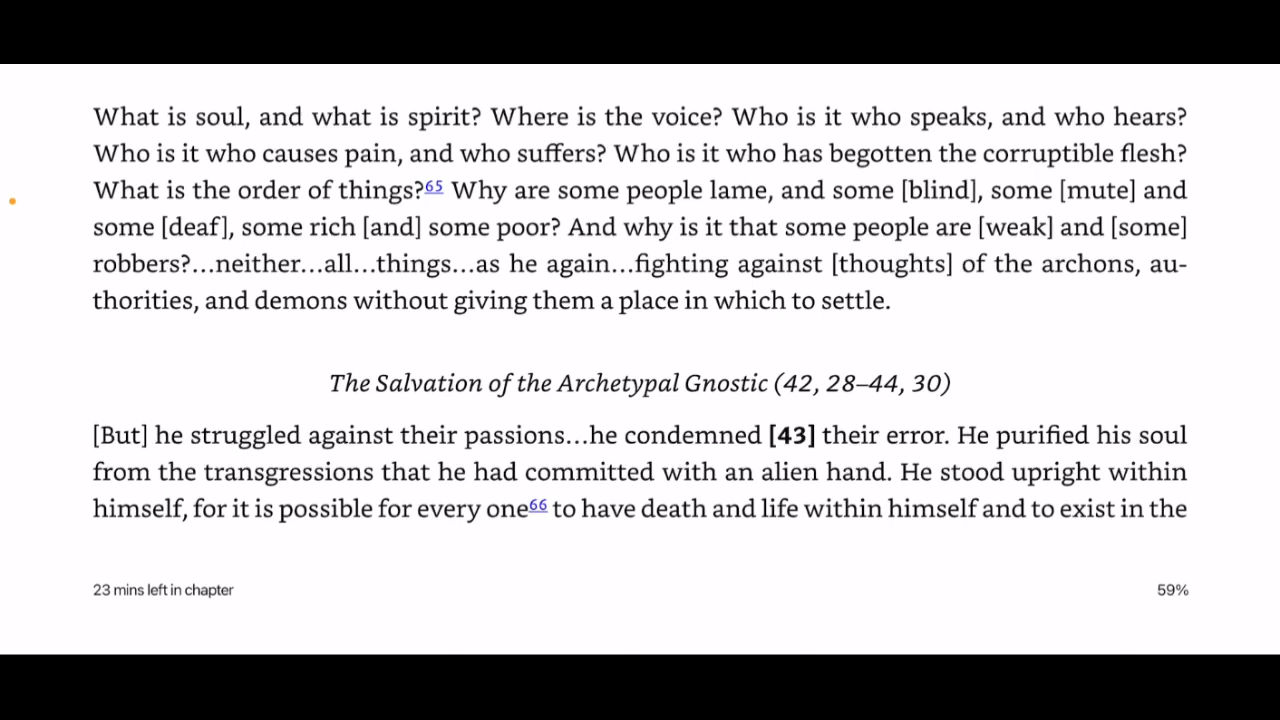 What is soul, and what is spirit? Where is the voice? Who is it who speaks, and who hears?
Who is it who causes pain, and who suffers? Who is it who has begotten the corruptible flesh?
What is the order of things?65 Why are some people lame, and some [blind], some [mute] and
some [deaf], some rich [and] some poor? And why is it that some people are [weak] and [some]
robbers?…neither…all…things…as he again…fighting against [thoughts] of the archons, au-
thorities, and demons without giving them a place in which to settle.
The Salvation of the Archetypal Gnostic (42, 28–44, 30)
[But] he struggled against their passions…he condemned [43] their error. He purified his soul
from the transgressions that he had committed with an alien hand. He stood upright within
himself, for it is possible for every one66 to have death and life within himself and to exist in the
23 mins left in chapter
59%